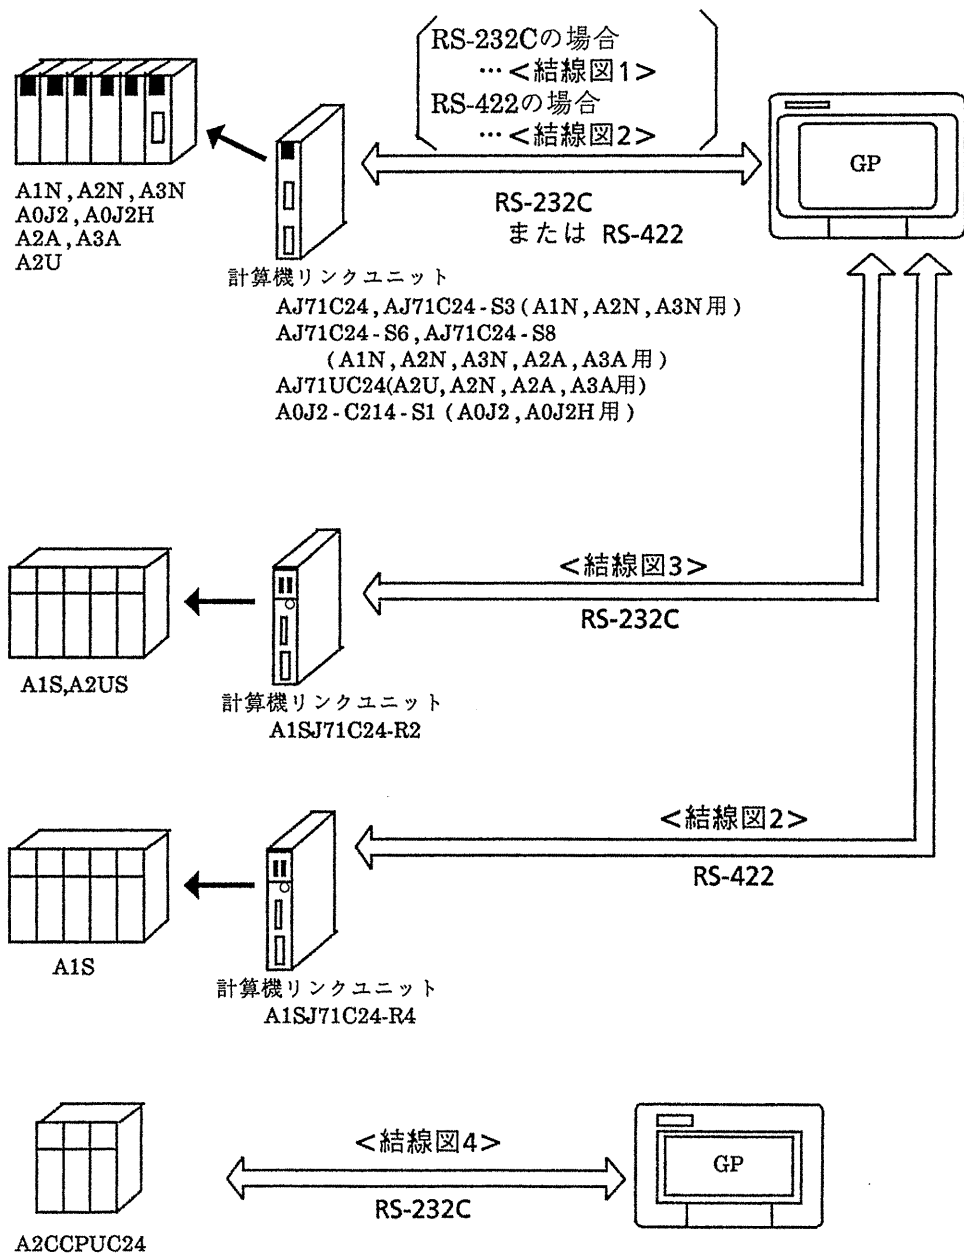 RS-232Cの場合
…<結線図1>
RS-422の場合
…<結線図2>
GP
RS-232C
または RS-422
A1N, A2N, A3N
A0J2, A0J2H
A2A, A3A
A2U
計算機リンクユニット
AJ71C24, AJ71C24-S3 (A1N, A2N, A3N用)
AJ71C24-S6, AJ71C24-S8
(A1N, A2N, A3N, A2A, A3A用)
AJ71UC24(A2U, A2N, A2A, A3A用)
A0J2-C214-S1 (A0J2, A0J2H用)
<結線図3>
RS-232C
A1S,A2US
計算機リンクユニット
A1SJ71C24-R2
<結線図2>
RS-422
A1S
計算機リンクユニット
A1SJ71C24-R4
<結線図4>
GP
RS-232C
A2CCPUC24